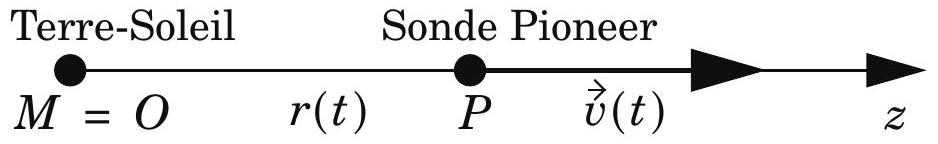 Terre-Soleil Sonde Pioneer
M = O r(t) P v⃗(t) z